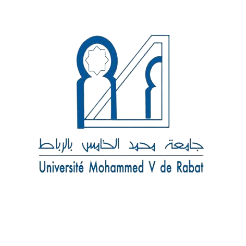 جامعة محمد الخامس بالرباط
Université Mohammed V de Rabat